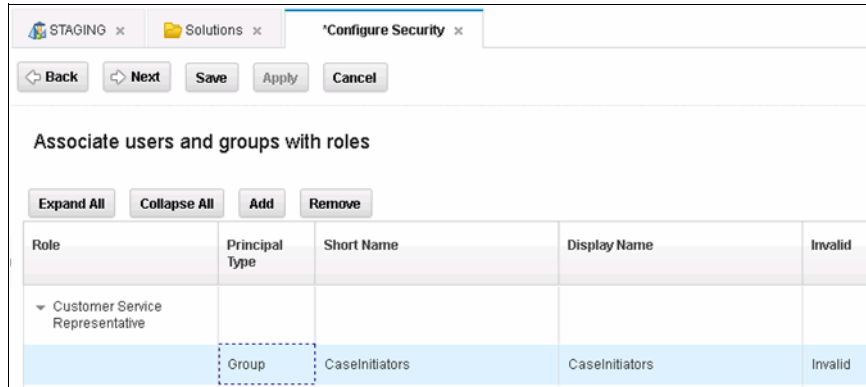 STAGING × Solutions × *Configure Security ×
Back Next Save Apply Cancel
Associate users and groups with roles
Expand All Collapse All Add Remove
Role Principal Type Short Name Display Name Invalid
Customer Service Representative
Group CaseInitiators CaseInitiators Invalid